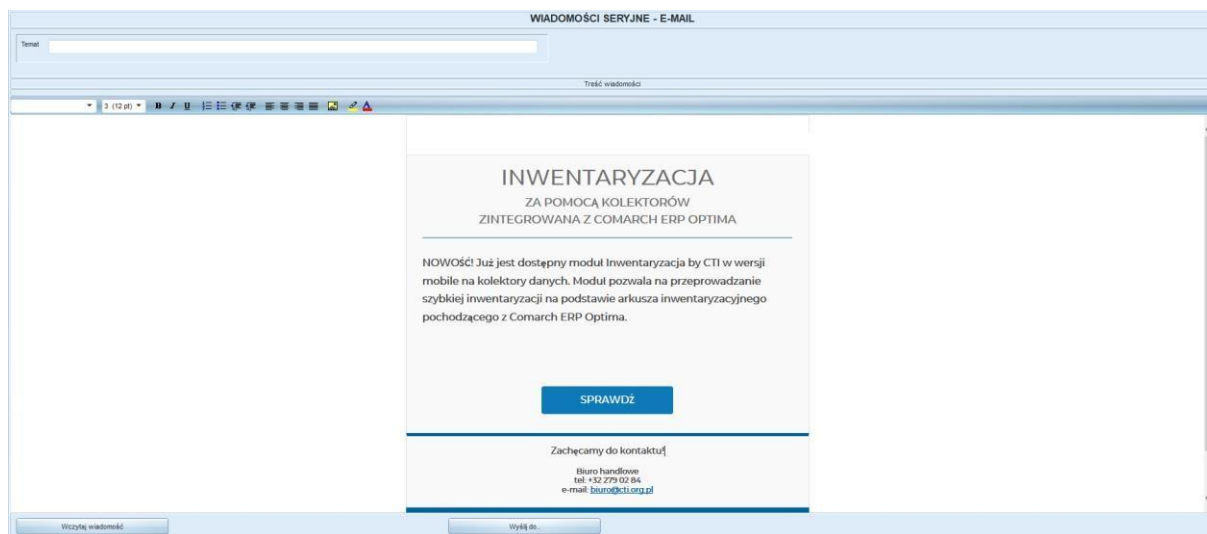 WIADOMOŚCI SERYJNE - E-MAIL
Temat
Treść wiadomości
3 (12 pt) B I U
INWENTARYZACJA
ZA POMOCĄ KOLEKTORÓW
ZINTEGROWANA Z COMARCH ERP OPTIMA
NOWOŚĆ! Już jest dostępny moduł Inwentaryzacja by CTI w wersji
mobile na kolektory danych. Moduł pozwala na przeprowadzanie
szybkiej inwentaryzacji na podstawie arkusza inwentaryzacyjnego
pochodzącego z Comarch ERP Optima.
SPRAWDŹ
Zachęcamy do kontaktu!
Biuro handlowe
tel: +32 279 02 84
e-mail: biuro@cti.org.pl
Wczytaj wiadomość Wyślij do..